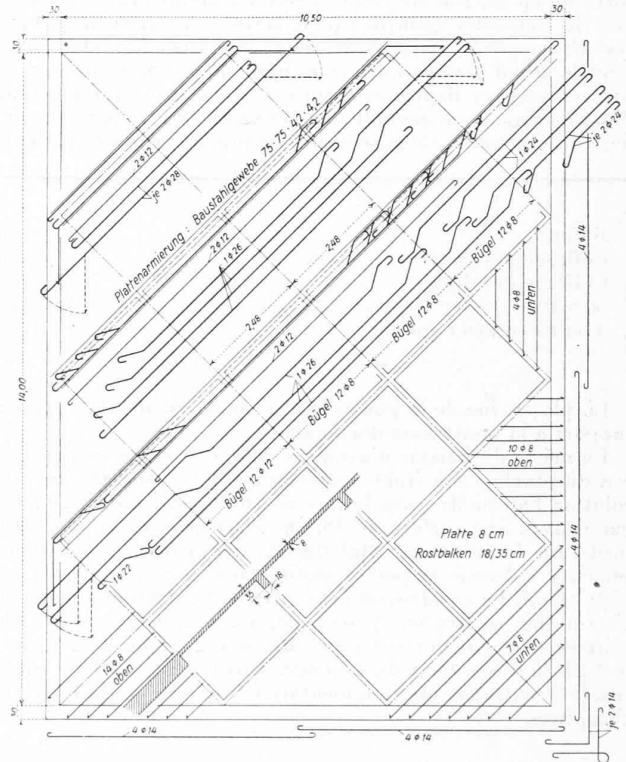 30
10,50
30
30
14,00
30
2 ϕ 12
je 2 ϕ 28
Plattenarmierung : Baustahlgewebe 75·75·4,2·4,2
2 ϕ 12
1 ϕ 26
2,48
2,48
2 ϕ 12
1 ϕ 26
1 ϕ 24
je 2 ϕ 24
4 ϕ 14
Bügel 12 ϕ 8
Bügel 12 ϕ 8
Bügel 12 ϕ 8
Bügel 12 ϕ 12
4 ϕ 8
unten
10 ϕ 8
oben
Platte 8 cm
Rostbalken 18/35 cm
8
18
35
1 ϕ 22
14 ϕ 8
oben
7 ϕ 8
unten
4 ϕ 14
4 ϕ 14
4 ϕ 14
je 2 ϕ 14